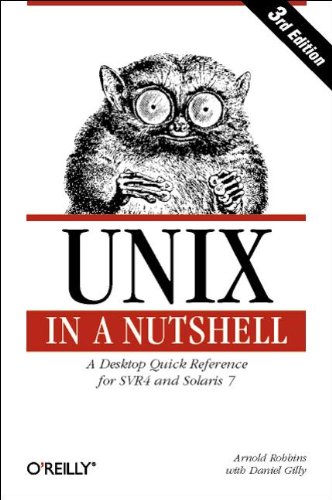 3rd Edition
UNIX
IN A NUTSHELL
A Desktop Quick Reference
for SVR4 and Solaris 7
Arnold Robbins
with Daniel Gilly
O'REILLY®